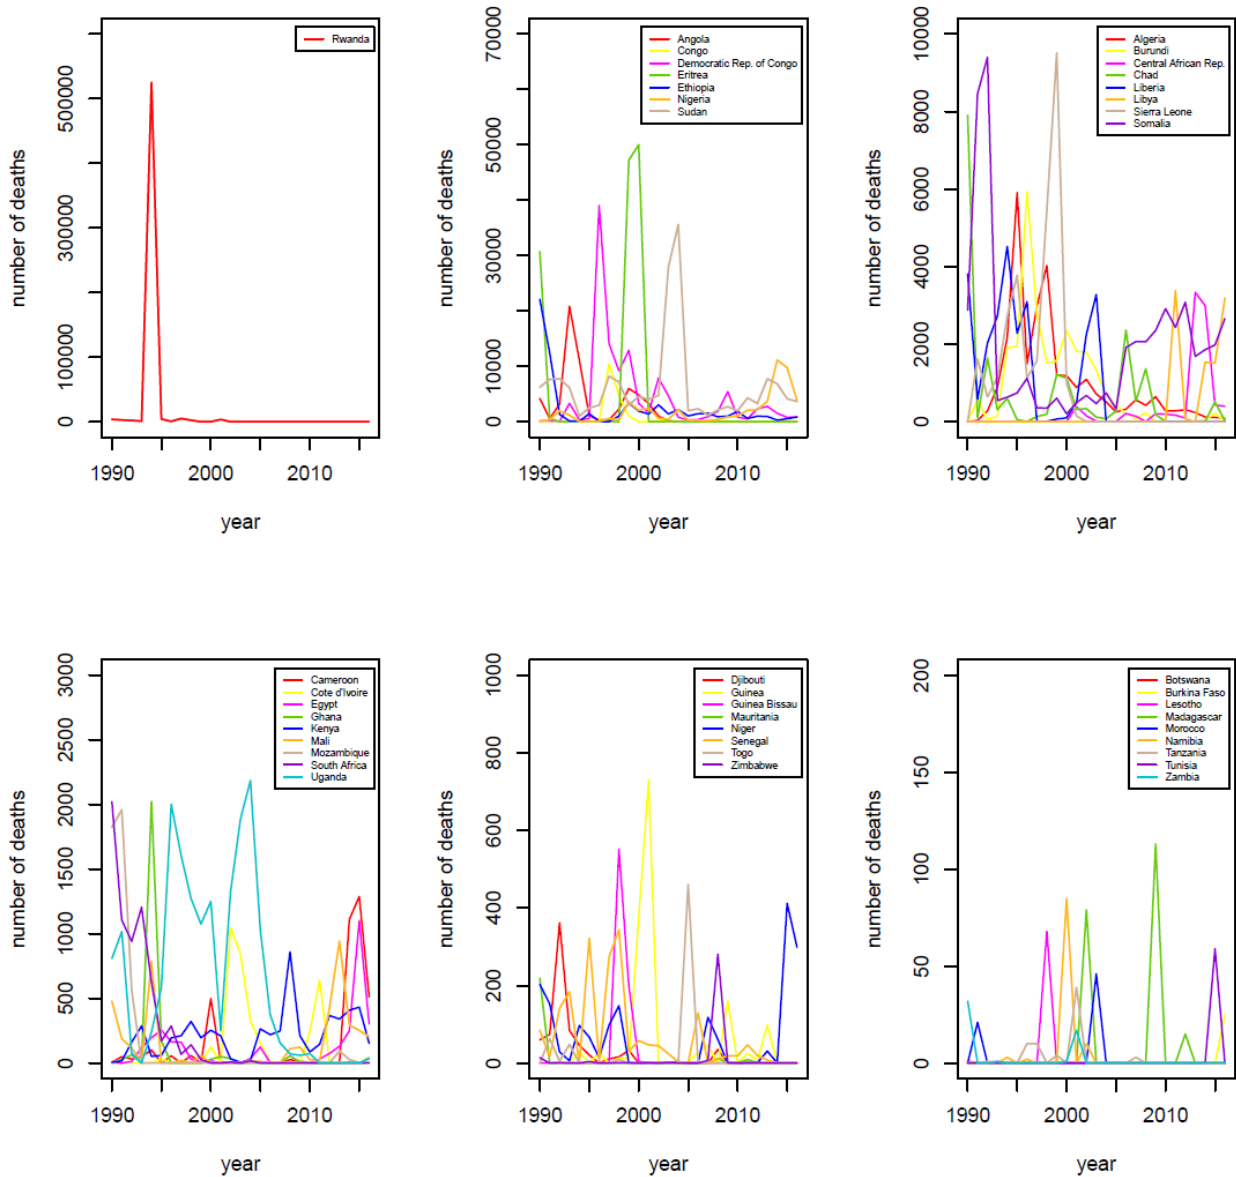 Rwanda
500000
300000
100000
0
number of deaths
1990 2000 2010
year
Angola
Congo
Democratic Rep. of Congo
Eritrea
Ethiopia
Nigeria
Sudan
70000
50000
30000
10000
0
number of deaths
1990 2000 2010
year
Algeria
Burundi
Central African Rep.
Chad
Liberia
Libya
Sierra Leone
Somalia
10000
8000
6000
4000
2000
0
number of deaths
1990 2000 2010
year
Cameroon
Cote d'Ivoire
Egypt
Ghana
Kenya
Mali
Mozambique
South Africa
Uganda
3000
2500
2000
1500
1000
500
0
number of deaths
1990 2000 2010
year
Djibouti
Guinea
Guinea Bissau
Mauritania
Niger
Senegal
Togo
Zimbabwe
1000
800
600
400
200
0
number of deaths
1990 2000 2010
year
Botswana
Burkina Faso
Lesotho
Madagascar
Morocco
Namibia
Tanzania
Tunisia
Zambia
200
150
100
50
0
number of deaths
1990 2000 2010
year